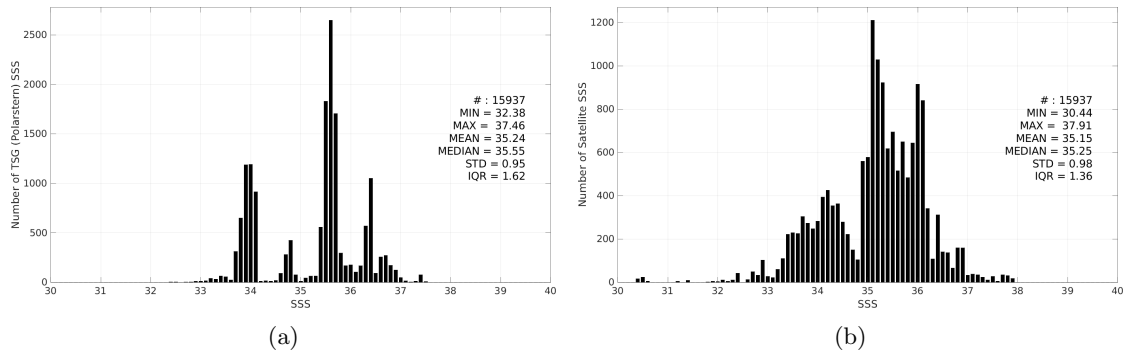 2500
2000
1500
1000
500
0
Number of TSG (Polarstern) SSS
# : 15937
MIN = 32.38
MAX = 37.46
MEAN = 35.24
MEDIAN = 35.55
STD = 0.95
IQR = 1.62
30 31 32 33 34 35 36 37 38 39 40
SSS
(a)
1200
1000
800
600
400
200
0
Number of Satellite SSS
# : 15937
MIN = 30.44
MAX = 37.91
MEAN = 35.15
MEDIAN = 35.25
STD = 0.98
IQR = 1.36
30 31 32 33 34 35 36 37 38 39 40
SSS
(b)